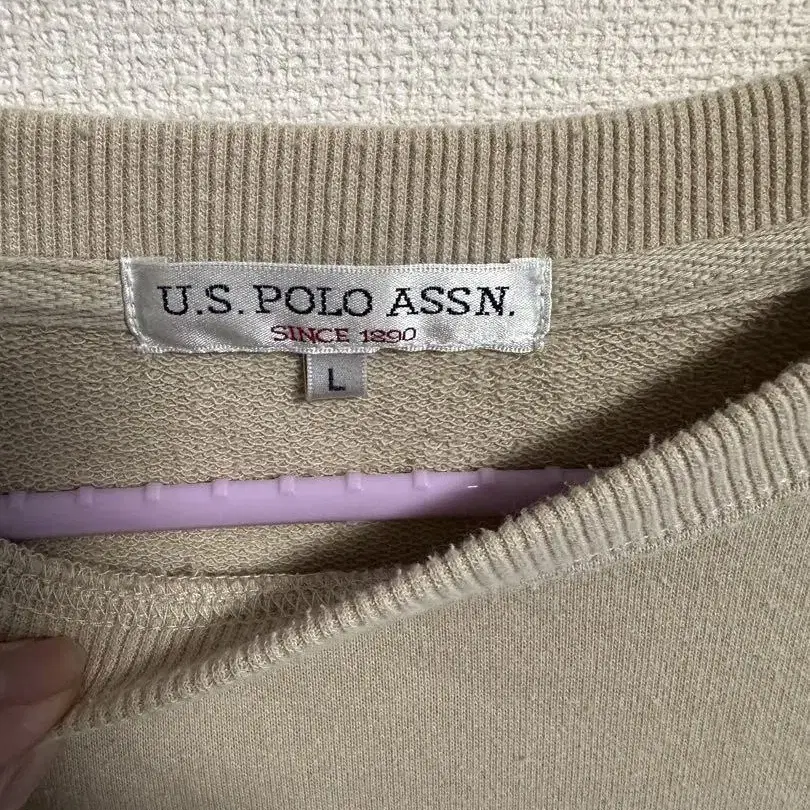 U.S. POLO ASSN.
SINCE 1890
L